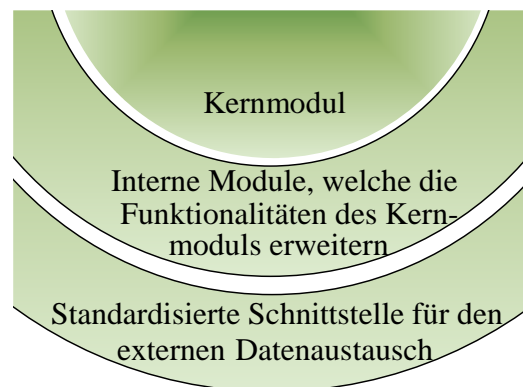 Kernmodul
Interne Module, welche die
Funktionalitäten des Kern-
moduls erweitern
Standardisierte Schnittstelle für den
externen Datenaustausch